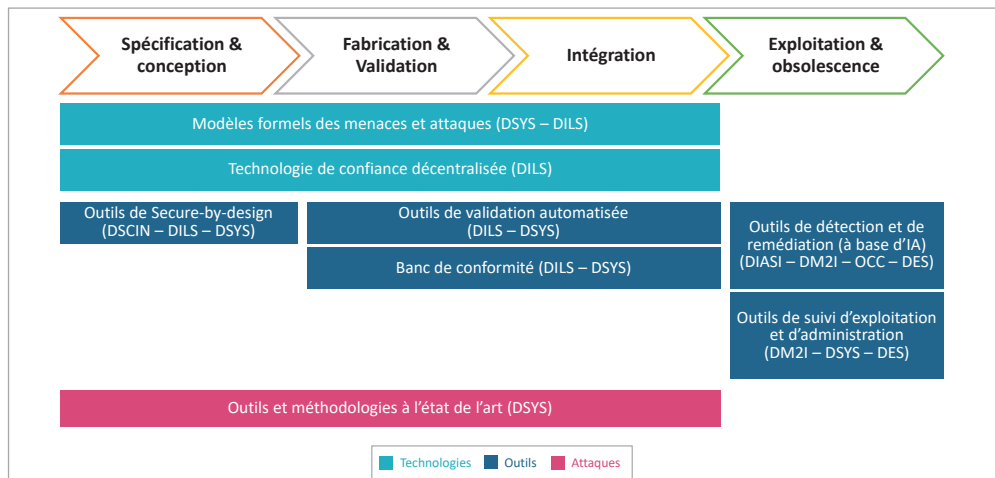 Spécification &
conception
Fabrication &
Validation
Intégration
Exploitation &
obsolescence
Modèles formels des menaces et attaques (DSYS – DILS)
Technologie de confiance décentralisée (DILS)
Outils de Secure-by-design
(DSCIN – DILS – DSYS)
Outils de validation automatisée
(DILS – DSYS)
Banc de conformité (DILS – DSYS)
Outils de détection et de
remédiation (à base d’IA)
(DIASI – DM2I – OCC – DES)
Outils de suivi d’exploitation
et d’administration
(DM2I – DSYS – DES)
Outils et méthodologies à l’état de l’art (DSYS)
Technologies
Outils
Attaques